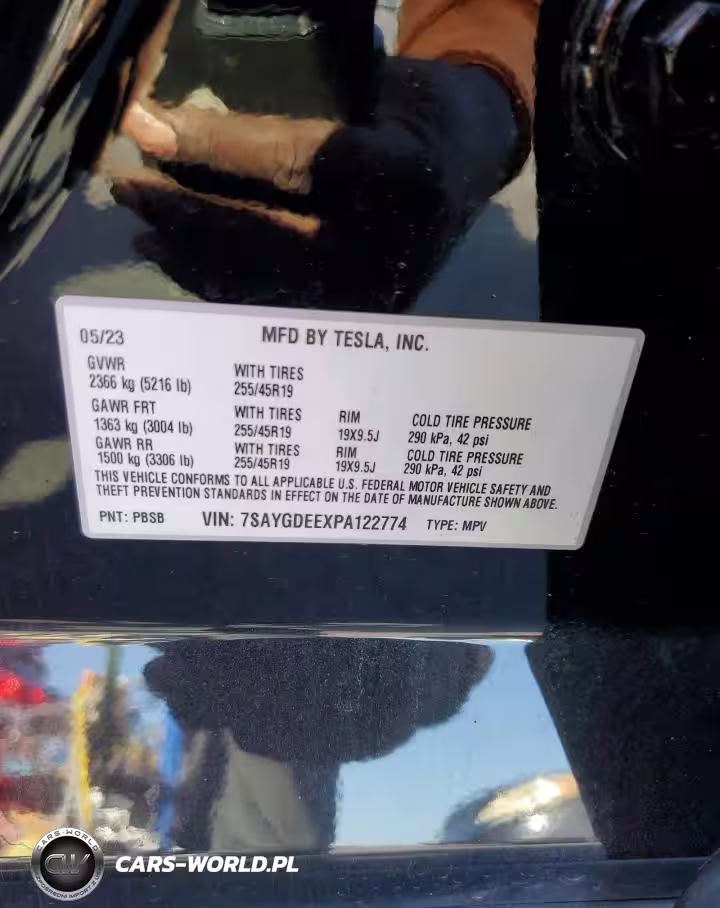 05/23
MFD BY TESLA, INC.
GVWR
2366 kg (5216 lb)
WITH TIRES
255/45R19
GAWR FRT
1363 kg (3004 lb)
WITH TIRES
255/45R19
RIM
19X9.5J
COLD TIRE PRESSURE
290 kPa, 42 psi
GAWR RR
1500 kg (3306 lb)
WITH TIRES
255/45R19
RIM
19X9.5J
COLD TIRE PRESSURE
290 kPa, 42 psi
THIS VEHICLE CONFORMS TO ALL APPLICABLE U.S. FEDERAL MOTOR VEHICLE SAFETY AND
THEFT PREVENTION STANDARDS IN EFFECT ON THE DATE OF MANUFACTURE SHOWN ABOVE.
PNT: PBSB
VIN: 7SAYGDEEXPA122774
TYPE: MPV
CARS-WORLD
CW
CARS-WORLD.PL